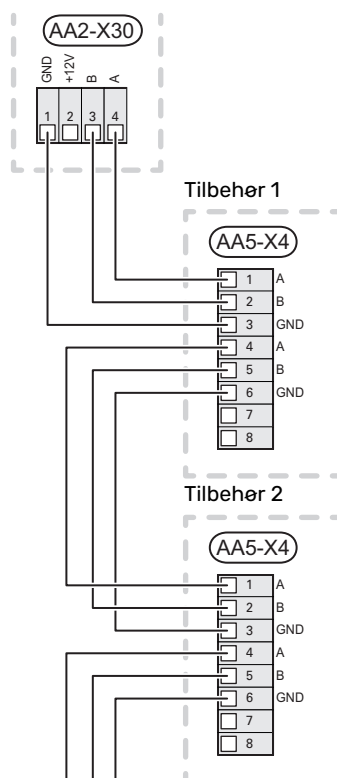 AA2-X30
GND +12V B A
1 2 3 4
Tilbehør 1
AA5-X4
1 A
2 B
3 GND
4 A
5 B
6 GND
7
8
Tilbehør 2
AA5-X4
1 A
2 B
3 GND
4 A
5 B
6 GND
7
8